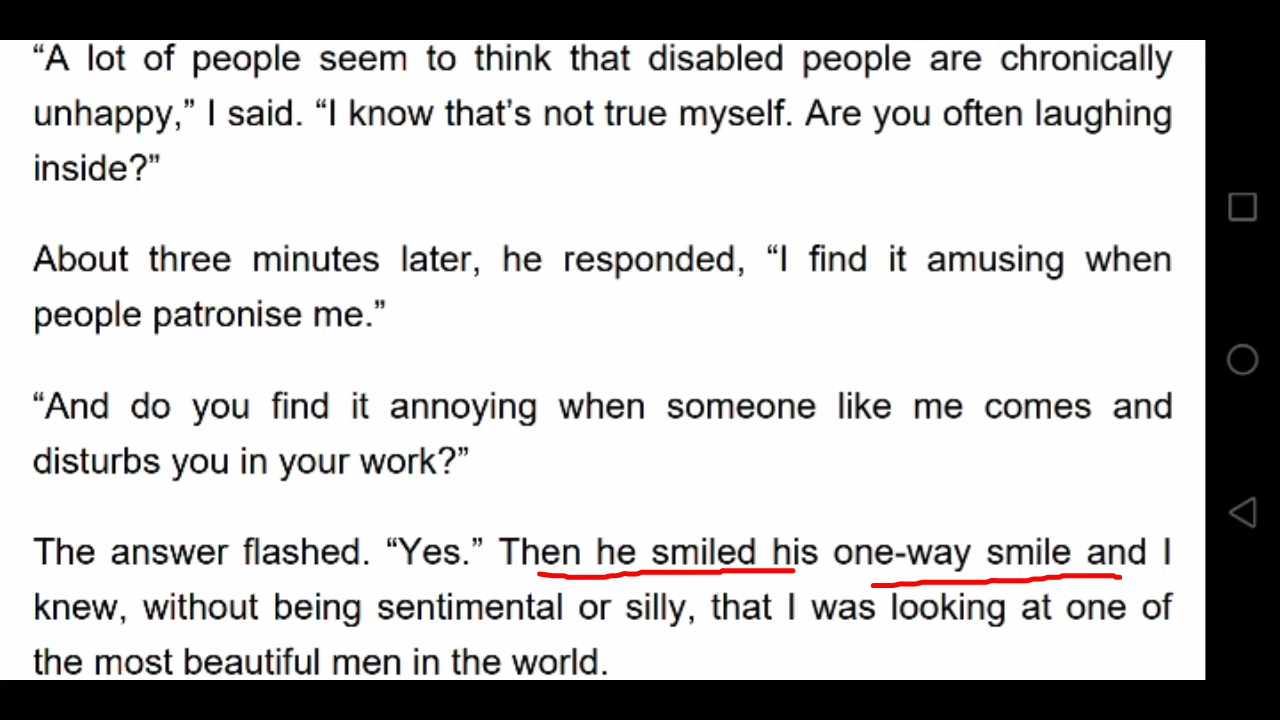 “A lot of people seem to think that disabled people are chronically
unhappy,” I said. “I know that’s not true myself. Are you often laughing
inside?”
About three minutes later, he responded, “I find it amusing when
people patronise me.”
“And do you find it annoying when someone like me comes and
disturbs you in your work?”
The answer flashed. “Yes.” Then he smiled his one-way smile and I
knew, without being sentimental or silly, that I was looking at one of
the most beautiful men in the world.